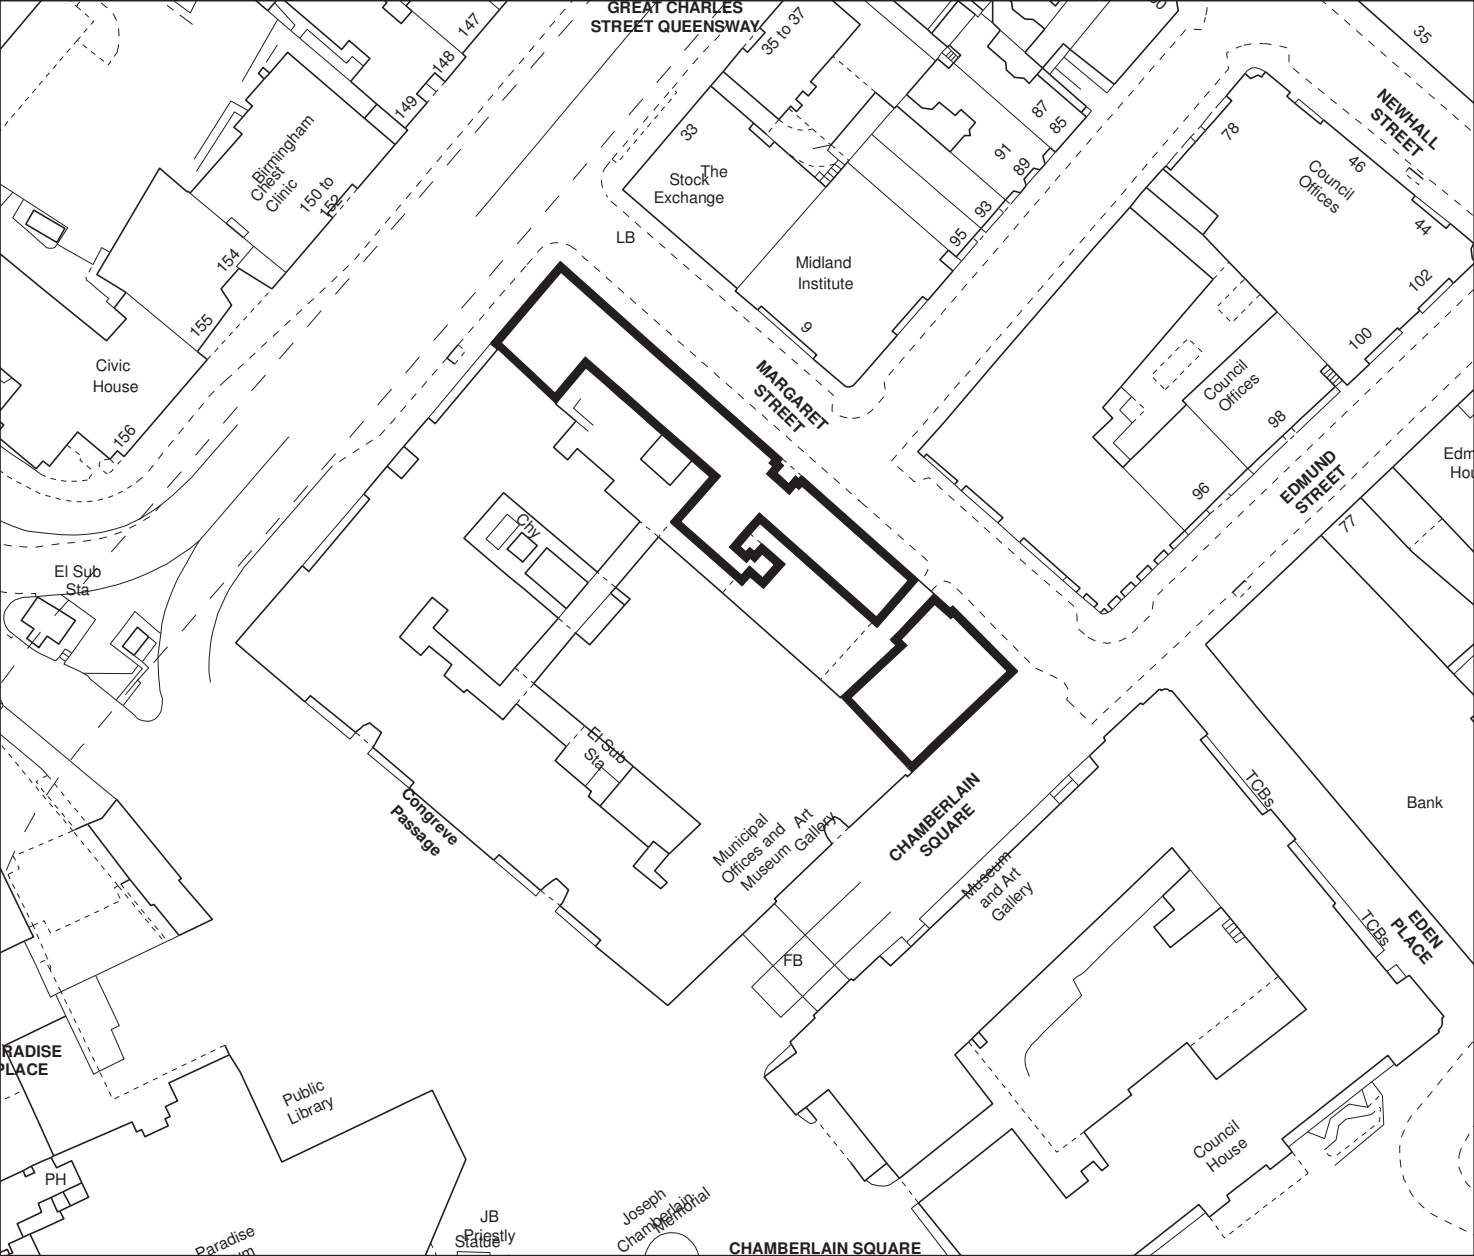 GREAT CHARLES
STREET QUEENSWAY
147
148
149
35 to 37
33
The
Stock
Exchange
87
85
91
89
93
95
35
NEWHALL
STREET
78
46
Council
Offices
44
102
100
Birmingham
Chest
Clinic
150 to
152
154
155
Civic
House
156
LB
Midland
Institute
9
MARGARET
STREET
Council
Offices
98
96
EDMUND
STREET
77
El Sub
Sta
Chy
El Sub
Sta
Congreve
Passage
Municipal
Offices and
Museum
Art
Gallery
CHAMBERLAIN
SQUARE
Museum
and Art
Gallery
TCBs
Bank
TCBs
EDEN
PLACE
FB
RADISE
PLACE
Public
Library
PH
Paradise
JB
Priestly
Statue
Joseph
Chamberlain
Memorial
CHAMBERLAIN SQUARE
Council
House